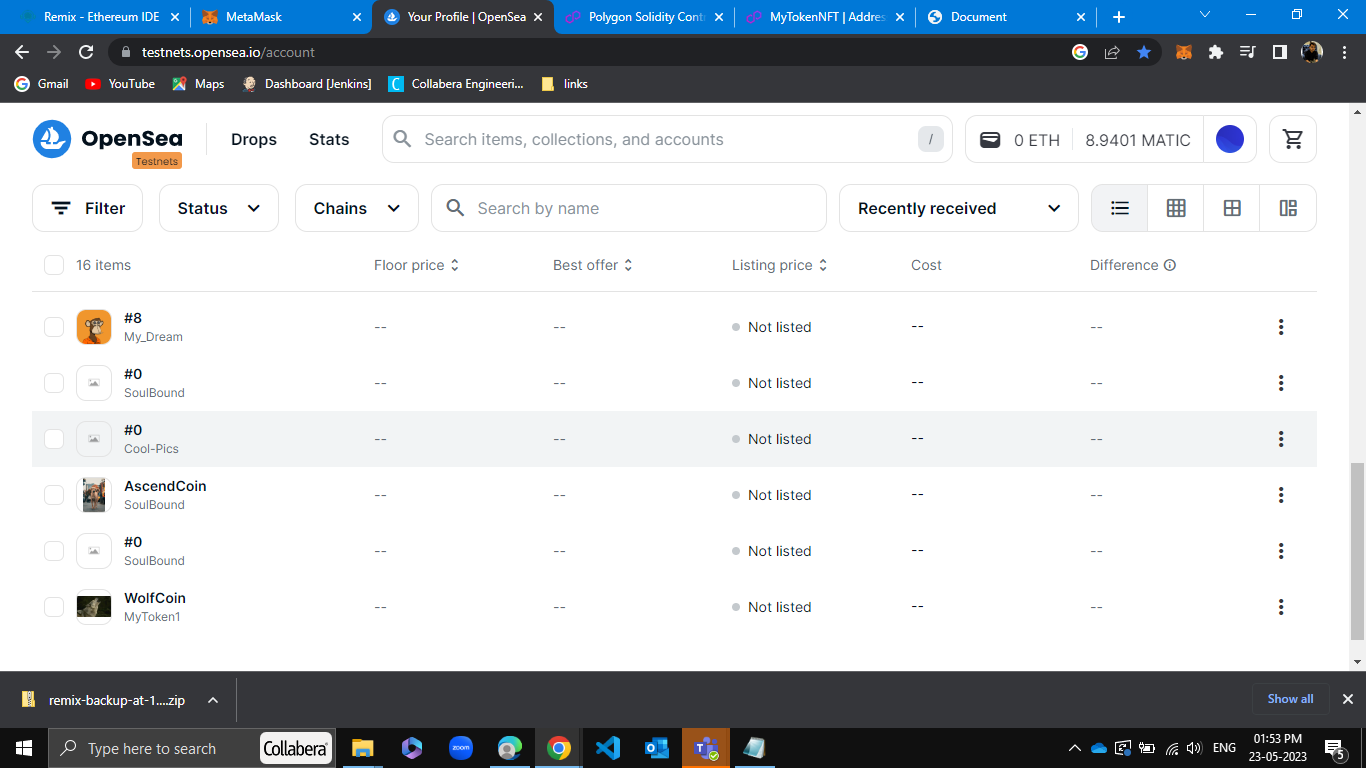 Remix - Ethereum IDE
MetaMask
Your Profile | OpenSea
Polygon Solidity Contr
MyTokenNFT | Addres
Document
testnets.opensea.io/account
Gmail
YouTube
Maps
Dashboard [Jenkins]
Collabera Engineeri...
links
OpenSea
Testnets
Drops
Stats
Search items, collections, and accounts
/
0 ETH
8.9401 MATIC
Filter
Status
Chains
Search by name
Recently received
16 items
Floor price
Best offer
Listing price
Cost
Difference
#8
My_Dream
-- -- Not listed -- --
#0
SoulBound
-- -- Not listed -- --
#0
Cool-Pics
-- -- Not listed -- --
AscendCoin
SoulBound
-- -- Not listed -- --
#0
SoulBound
-- -- Not listed -- --
WolfCoin
MyToken1
-- -- Not listed -- --
remix-backup-at-1....zip
Show all
Type here to search
Collabera
zoom
ENG
01:53 PM
23-05-2023
5